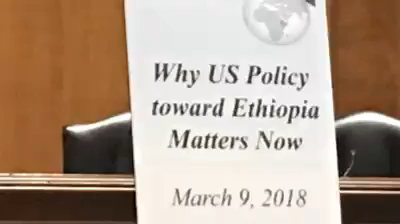 Why US Policy
toward Ethiopia
Matters Now
March 9, 2018